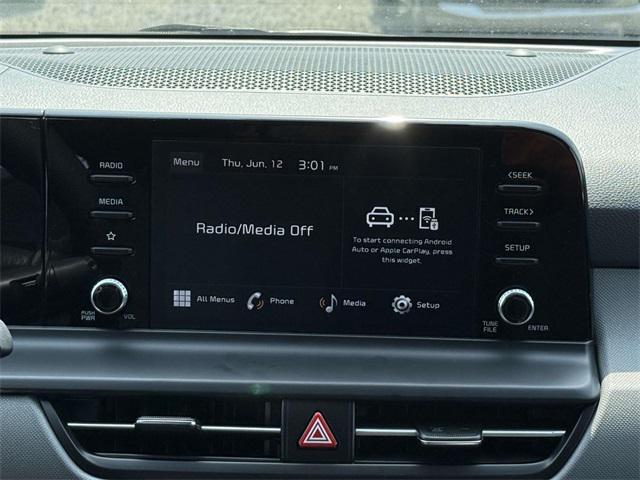 RADIO
MEDIA
PUSH
PWR
VOL
Menu Thu, Jun, 12 3:01 PM
Radio/Media Off
To start connecting Android
Auto or Apple CarPlay, press
this widget.
All Menus Phone Media Setup
<SEEK
TRACK>
SETUP
TUNE
FILE
ENTER